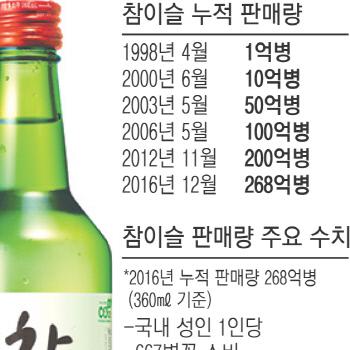 참이슬 누적 판매량
1998년 4월 1억병
2000년 6월 10억병
2003년 5월 50억병
2006년 5월 100억병
2012년 11월 200억병
2016년 12월 268억병
참이슬 판매량 주요 수치
*2016년 누적 판매량 268억병
(360㎖ 기준)
-국내 성인 1인당